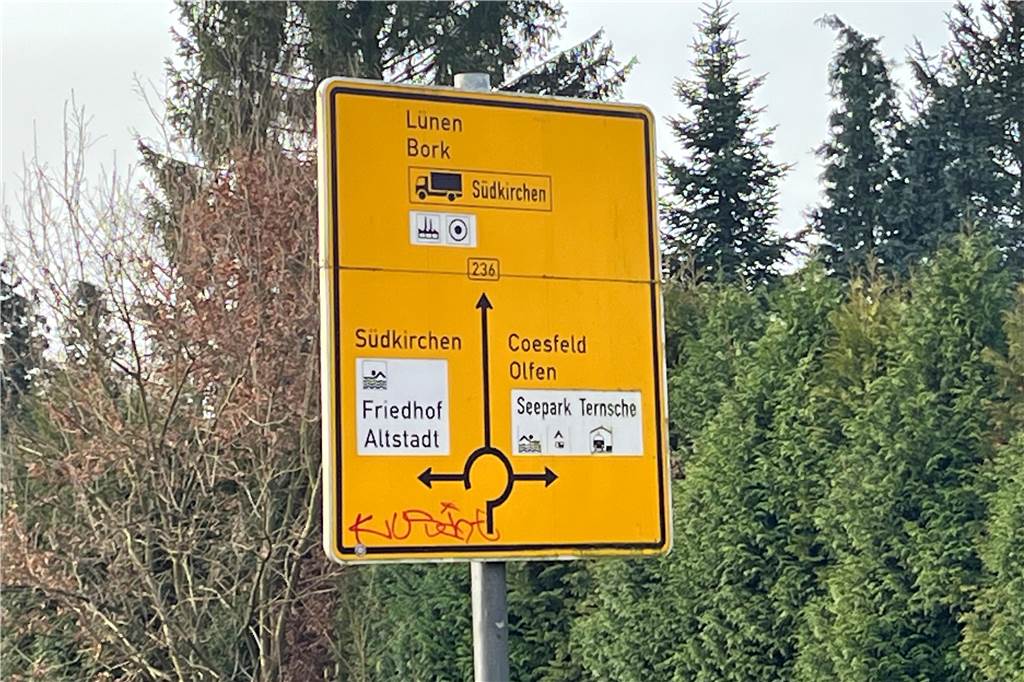 Lünen
Bork
Südkirchen
236
Südkirchen
Friedhof
Altstadt
Coesfeld
Olfen
Seepark Ternsche